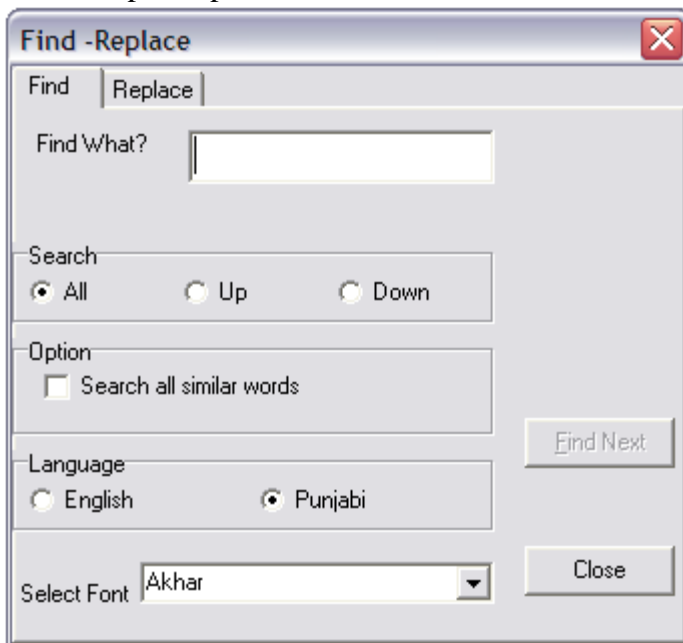 Find -Replace
Find Replace
Find What?
Search
All Up Down
Option
Search all similar words
Find Next
Language
English Punjabi
Close
Select Font Akhar